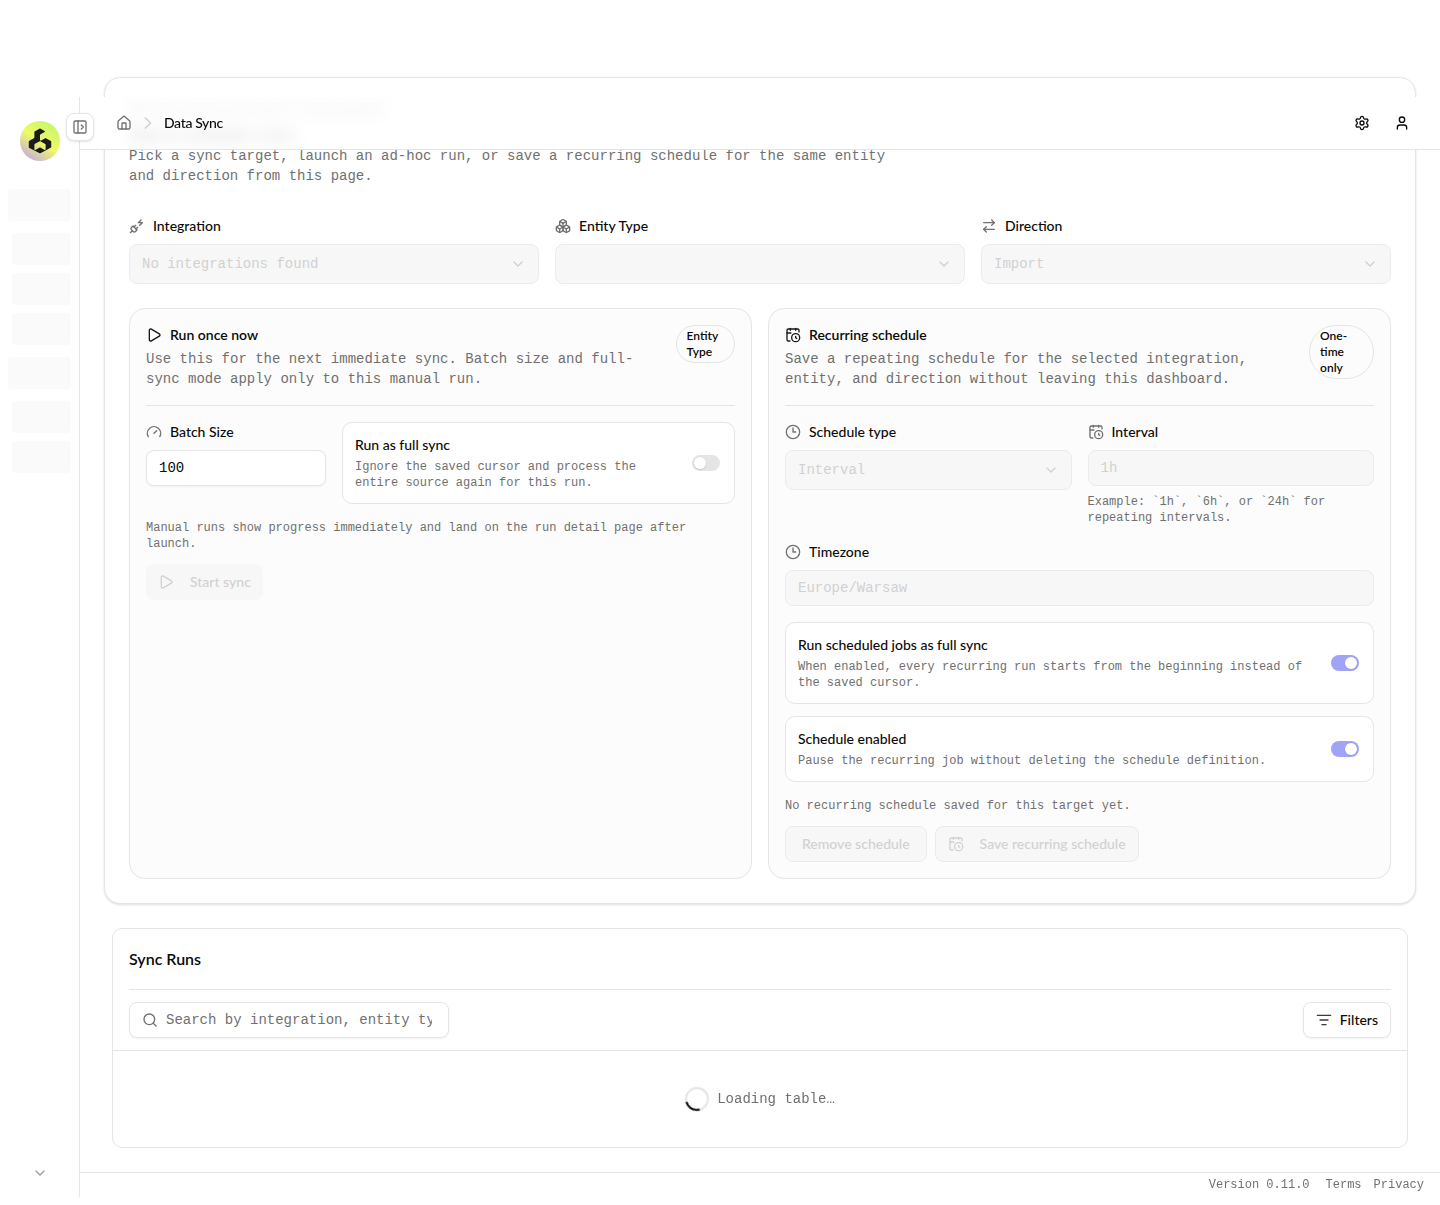 Data Sync
Pick a sync target, launch an ad-hoc run, or save a recurring schedule for the same entity
and direction from this page.
Integration
Entity Type
Direction
No integrations found
Import
Run once now
Entity
Type
Use this for the next immediate sync. Batch size and full-
sync mode apply only to this manual run.
Batch Size
100
Run as full sync
Ignore the saved cursor and process the
entire source again for this run.
Manual runs show progress immediately and land on the run detail page after
launch.
Start sync
Recurring schedule
One-
time
only
Save a repeating schedule for the selected integration,
entity, and direction without leaving this dashboard.
Schedule type
Interval
Interval
1h
Example: `1h`, `6h`, or `24h` for
repeating intervals.
Timezone
Europe/Warsaw
Run scheduled jobs as full sync
When enabled, every recurring run starts from the beginning instead of
the saved cursor.
Schedule enabled
Pause the recurring job without deleting the schedule definition.
No recurring schedule saved for this target yet.
Remove schedule
Save recurring schedule
Sync Runs
Search by integration, entity ty
Filters
Loading table…
Version 0.11.0
Terms
Privacy